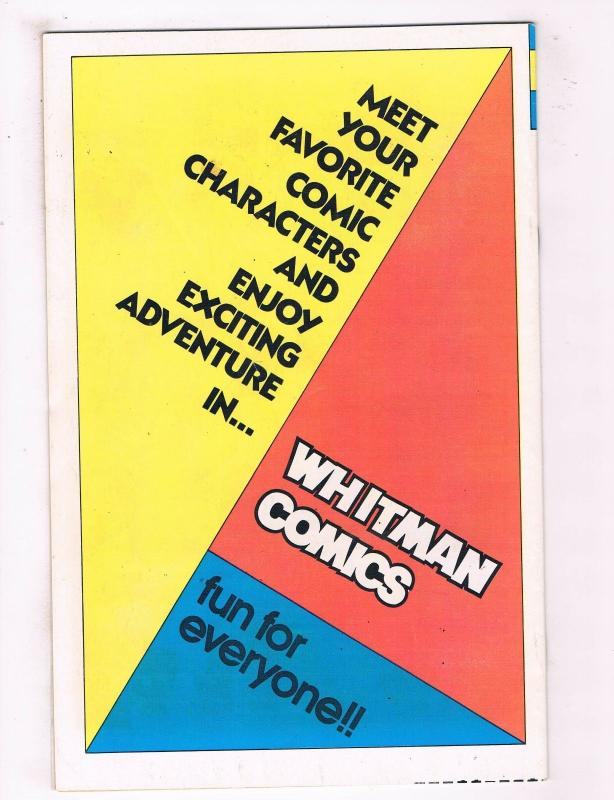 MEET
YOUR
FAVORITE
COMIC
CHARACTERS
AND
ENJOY
EXCITING
ADVENTURE
IN...
WHITMAN
COMICS
fun for
everyone!!